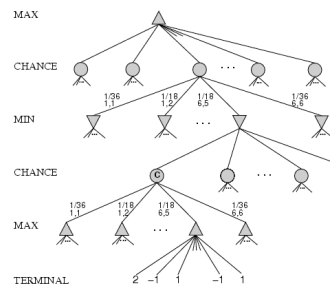 MAX
CHANCE
. . .
1/36 1/18 1/18 1/36
1,1 1,2 6,5 6,6
MIN
. . .
CHANCE
C
. . .
1/36 1/18 1/18 1/36
1,1 1,2 6,5 6,6
MAX
. . .
TERMINAL 2 −1 1 −1 1